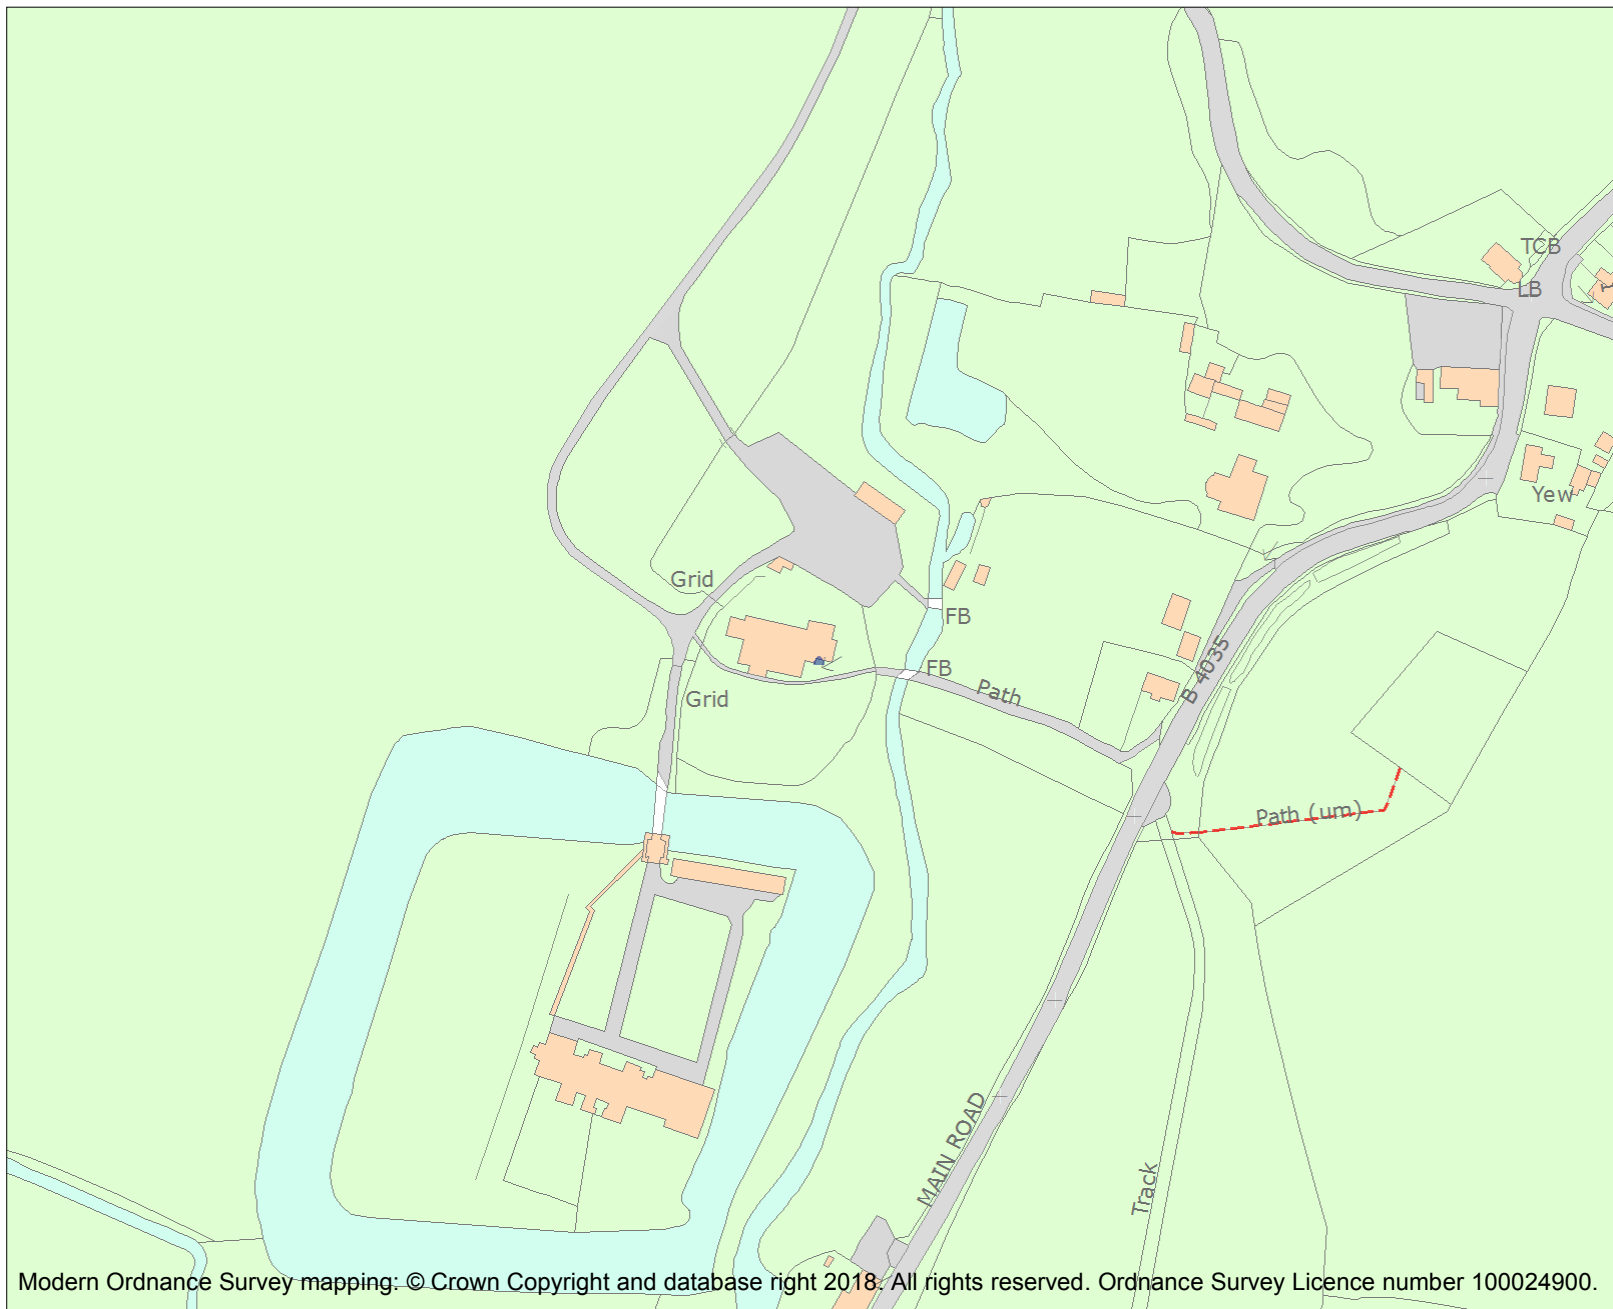 TCB
LB
Yew
Grid
FB
B 4035
FB
Path
Grid
Path (um)
MAIN ROAD
Track
Modern Ordnance Survey mapping: © Crown Copyright and database right 2018. All rights reserved. Ordnance Survey Licence number 100024900.